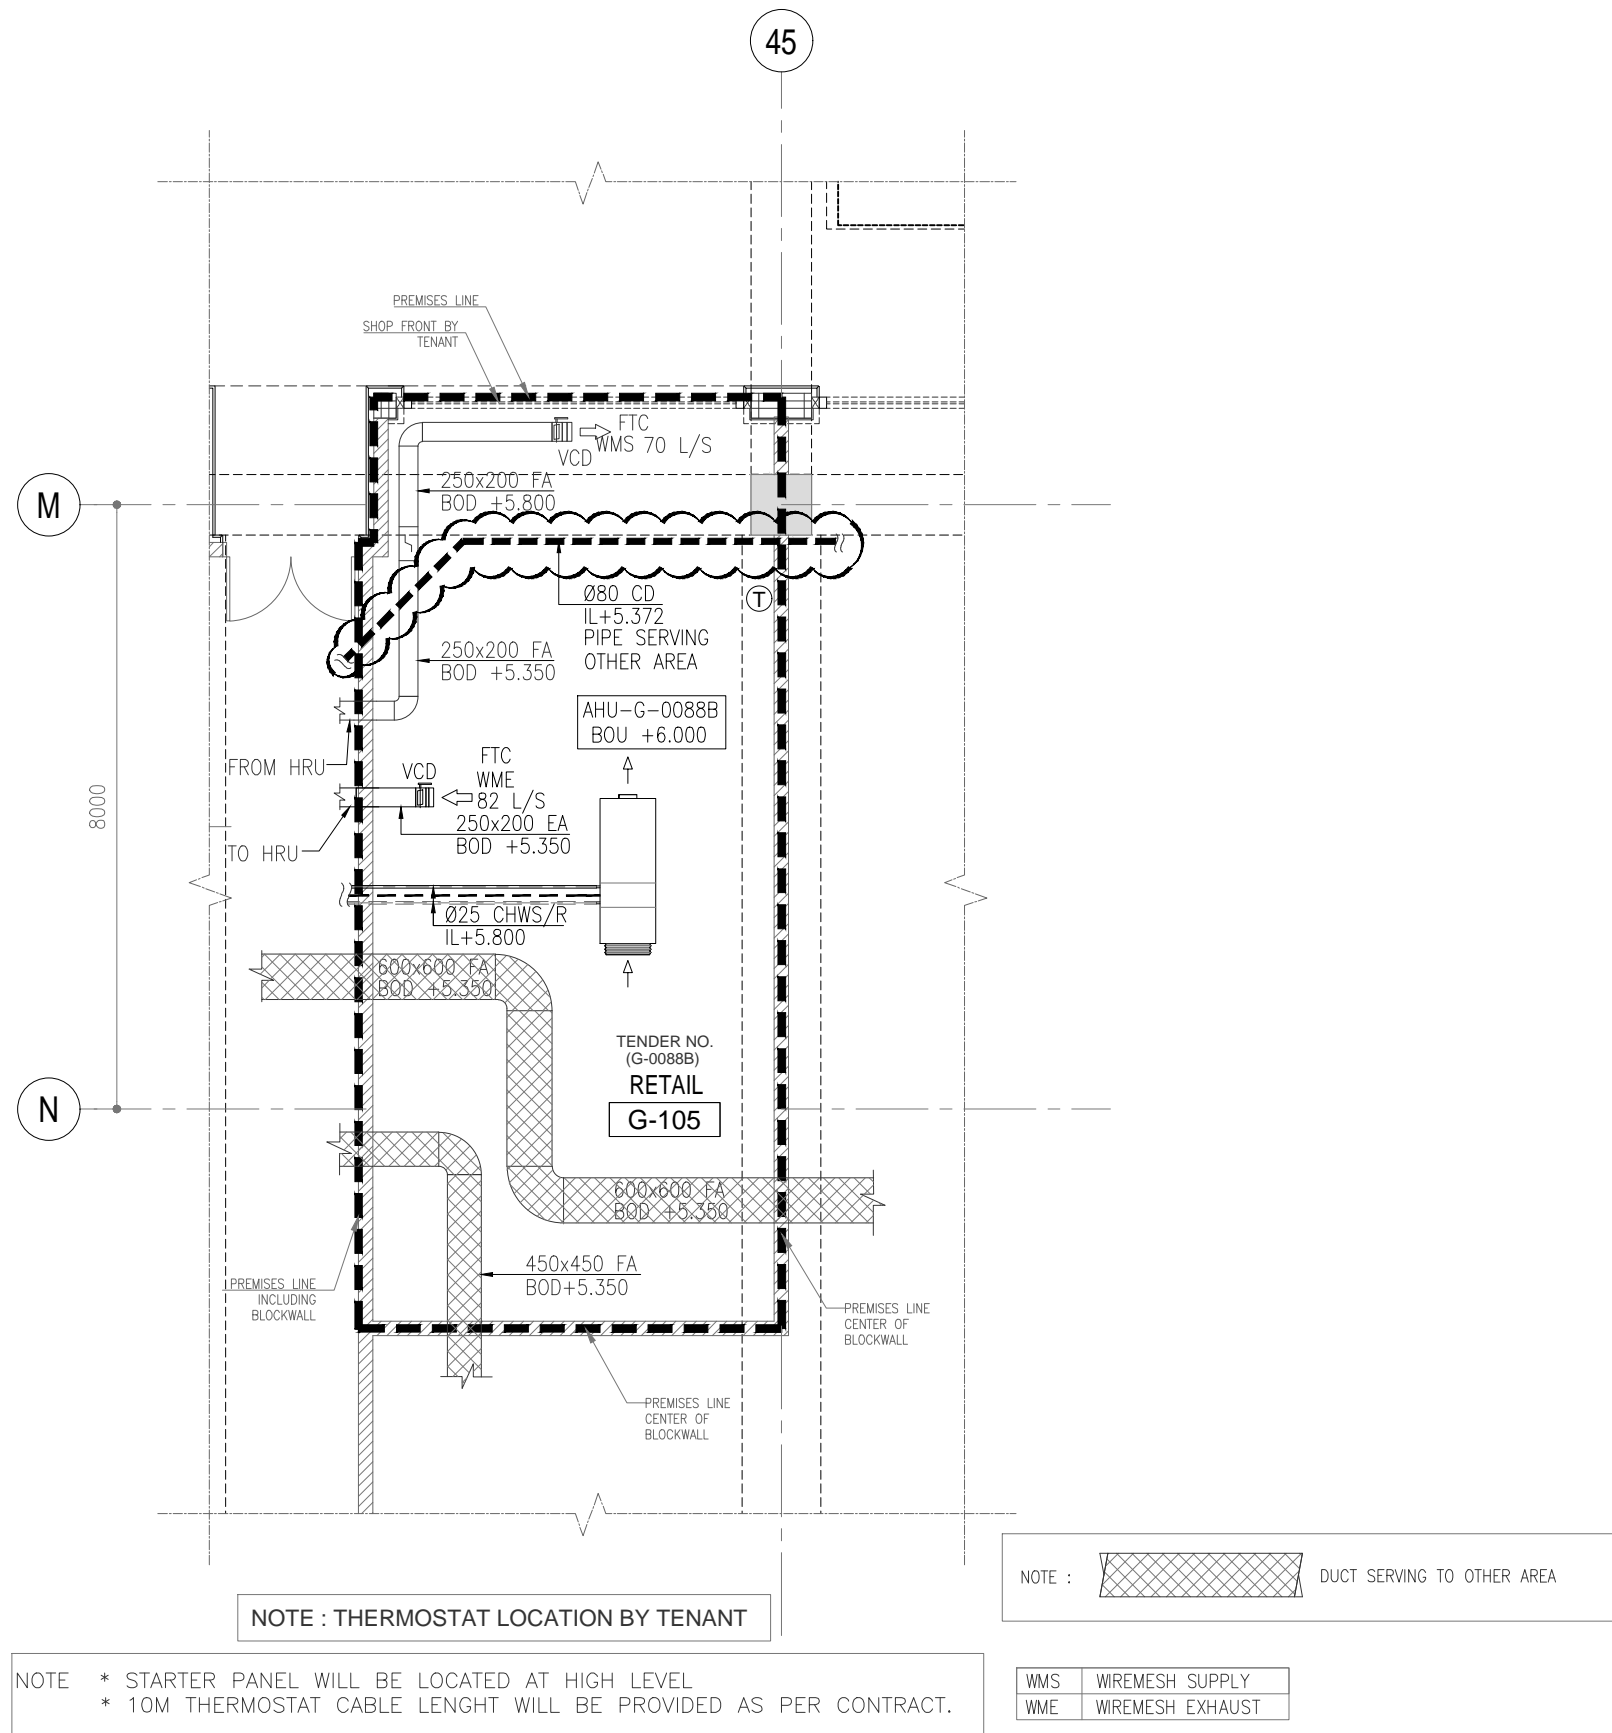 45
PREMISES LINE
SHOP FRONT BY
TENANT
FTC
WMS 70 L/S
VCD
250x200 FA
BOD +5.800
M
Ø80 CD
IL+5.372
PIPE SERVING
OTHER AREA
T
250x200 FA
BOD +5.350
AHU-G-0088B
BOU +6.000
FROM HRU
FTC
VCD
WME
82 L/S
250x200 EA
BOD +5.350
8000
TO HRU
Ø25 CHWS/R
IL+5.800
600x600 FA
BOD +5.350
TENDER NO.
(G-0088B)
RETAIL
G-105
N
600x600 FA
BOD +5.350
450x450 FA
BOD+5.350
PREMISES LINE
INCLUDING
BLOCKWALL
PREMISES LINE
CENTER OF
BLOCKWALL
PREMISES LINE
CENTER OF
BLOCKWALL
NOTE :
DUCT SERVING TO OTHER AREA
NOTE : THERMOSTAT LOCATION BY TENANT
NOTE * STARTER PANEL WILL BE LOCATED AT HIGH LEVEL
* 10M THERMOSTAT CABLE LENGHT WILL BE PROVIDED AS PER CONTRACT.
WMS WIREMESH SUPPLY
WME WIREMESH EXHAUST